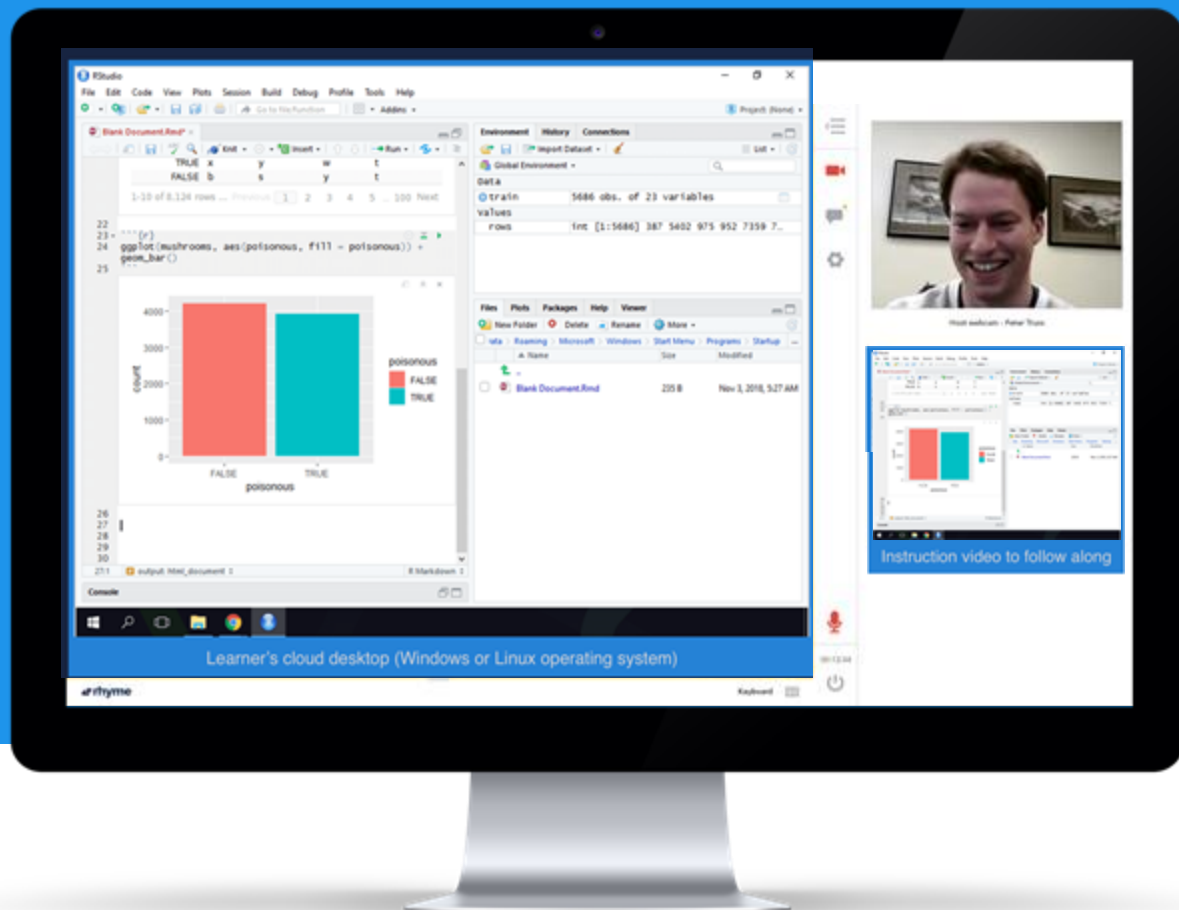 RStudio
File Edit Code View Plots Session Build Debug Profile Tools Help
Go to file/function Addins
Project: (None)
Blank Document.Rmd*
Knit Insert Run
TRUE x y w t
FALSE b s y t
1-10 of 8,124 rows ... Previous 1 2 3 4 5 .. 100 Next
22
23 ```{r}
24 ggplot(mushrooms, aes(poisonous, fill = poisonous)) +
geom_bar()
25 ```
4000
3000
2000
1000
0
count
FALSE TRUE
poisonous
poisonous
FALSE
TRUE
26
27
28
29
30
27:1 output: html_document R Markdown
Console
Environment History Connections
Import Dataset List
Global Environment
Data
train 5686 obs. of 23 variables
values
rows int [1:5686] 387 5402 975 952 7359 7..
Files Plots Packages Help Viewer
New Folder Delete Rename More
Roaming Microsoft Windows Start Menu Programs Startup
Name Size Modified
..
Blank Document.Rmd 235 B Nov 3, 2018, 5:27 AM
Learner's cloud desktop (Windows or Linux operating system)
rhyme
Keyboard
Host webcam - Peter
Instruction video to follow along